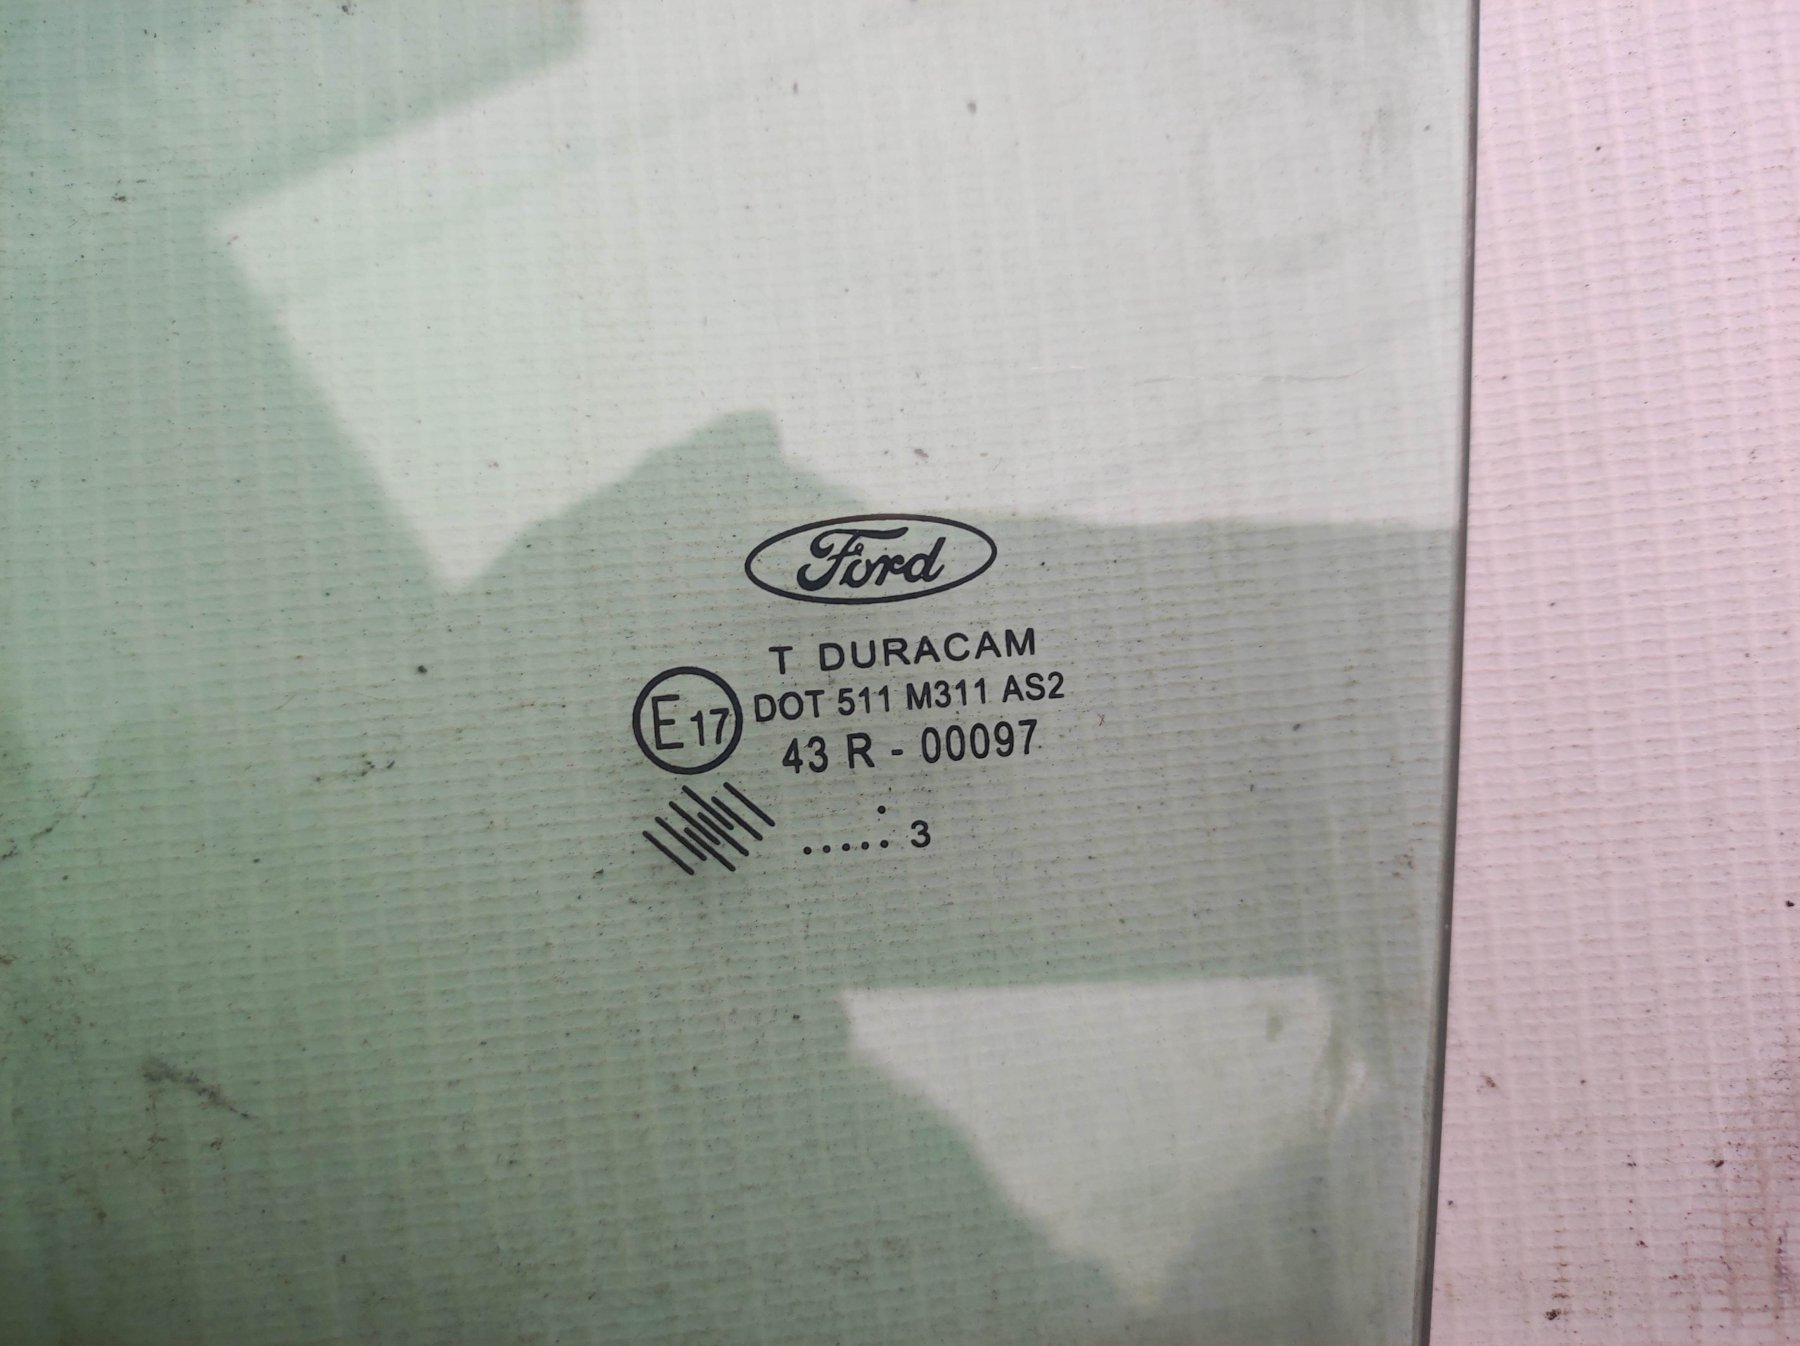 Ford
T DURACAM
E17 DOT 511 M311 AS2
43 R - 00097
.....: 3